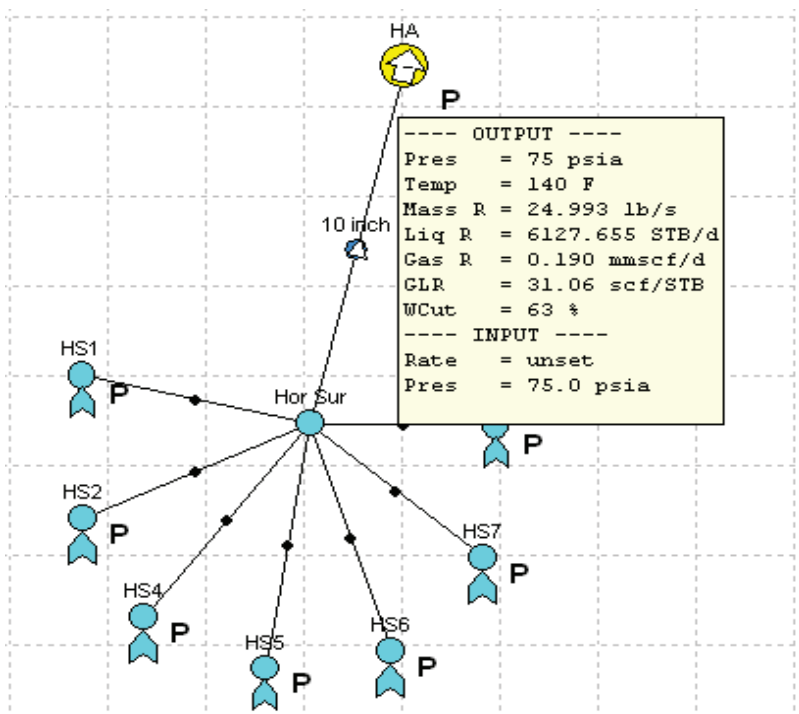 HA
P
---- OUTPUT ----
Pres = 75 psia
Temp = 140 F
Mass R = 24.993 lb/s
Liq R = 6127.655 STB/d
Gas R = 0.190 mmscf/d
GLR = 31.06 scf/STB
WCut = 63 %
---- INPUT ----
Rate = unset
Pres = 75.0 psia
10 inch
HS1
P
Hor Sur
P
HS2
P
HS7
P
HS4
P
HS5
P
HS6
P